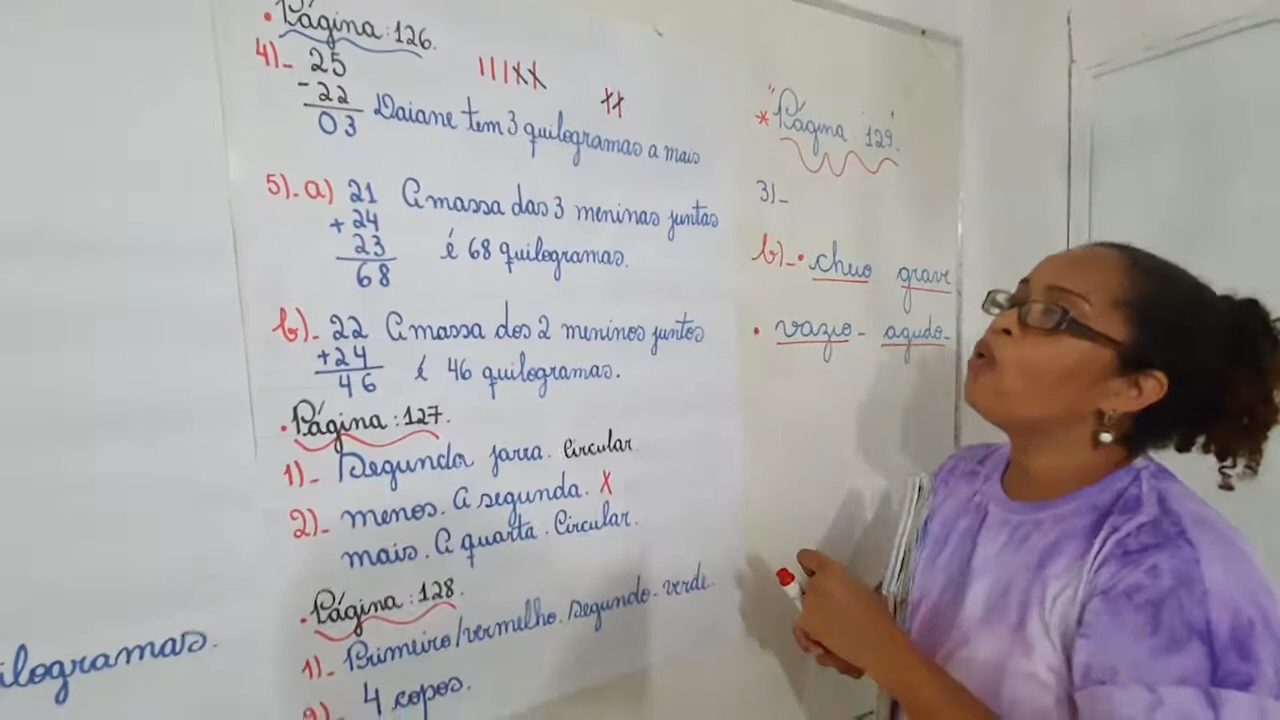 • Página: 126.
4)- 25
- 22
03 Daiane tem 3 quilogramas a mais
5)- a) 21 A massa das 3 meninas juntas
+ 24
23 é 68 quilogramas.
68
b)- 22 A massa dos 2 meninos juntos
+24
46 é 46 quilogramas.
• Página: 127.
1)- Segunda jarra. Circular
2)- menos. A segunda. X
mais. A quarta. Circular.
• Página: 128.
1)- Primeiro/vermelho. Segundo-verde.
2)- 4 copos.
ilogramas.
* "Página 129."
3)-
b)- • cheio grave
• vazio- agudo-